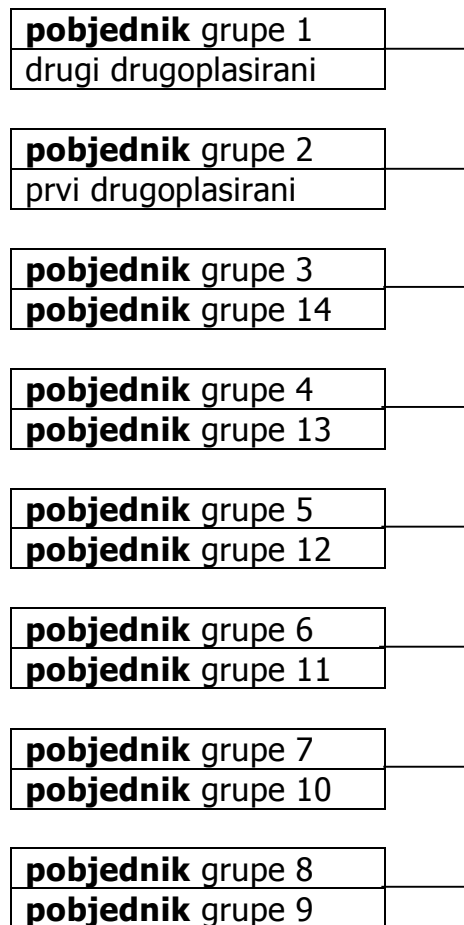 pobjednik grupe 1
drugi drugoplasirani
pobjednik grupe 2
prvi drugoplasirani
pobjednik grupe 3
pobjednik grupe 14
pobjednik grupe 4
pobjednik grupe 13
pobjednik grupe 5
pobjednik grupe 12
pobjednik grupe 6
pobjednik grupe 11
pobjednik grupe 7
pobjednik grupe 10
pobjednik grupe 8
pobjednik grupe 9